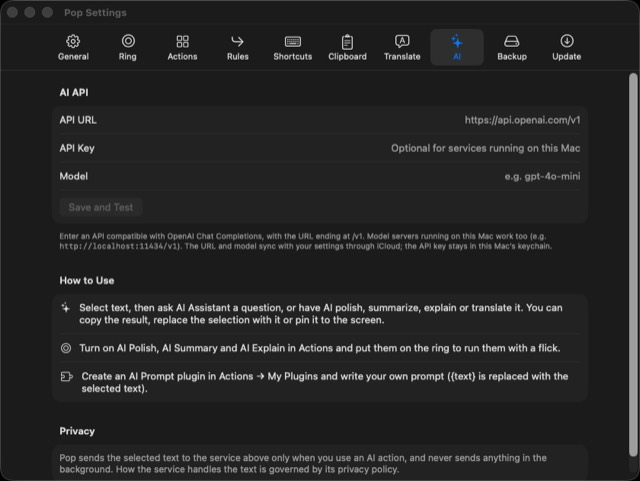 Pop Settings
General
Ring
Actions
Rules
Shortcuts
Clipboard
Translate
AI
Backup
Update
AI API
API URL
https://api.openai.com/v1
API Key
Optional for services running on this Mac
Model
e.g. gpt-4o-mini
Save and Test
Enter an API compatible with OpenAI Chat Completions, with the URL ending at /v1. Model servers running on this Mac work too (e.g.
http://localhost:11434/v1). The URL and model sync with your settings through iCloud; the API key stays in this Mac's keychain.
How to Use
Select text, then ask AI Assistant a question, or have AI polish, summarize, explain or translate it. You can
copy the result, replace the selection with it or pin it to the screen.
Turn on AI Polish, AI Summary and AI Explain in Actions and put them on the ring to run them with a flick.
Create an AI Prompt plugin in Actions → My Plugins and write your own prompt ({text} is replaced with the
selected text).
Privacy
Pop sends the selected text to the service above only when you use an AI action, and never sends anything in the
background. How the service handles the text is governed by its privacy policy.